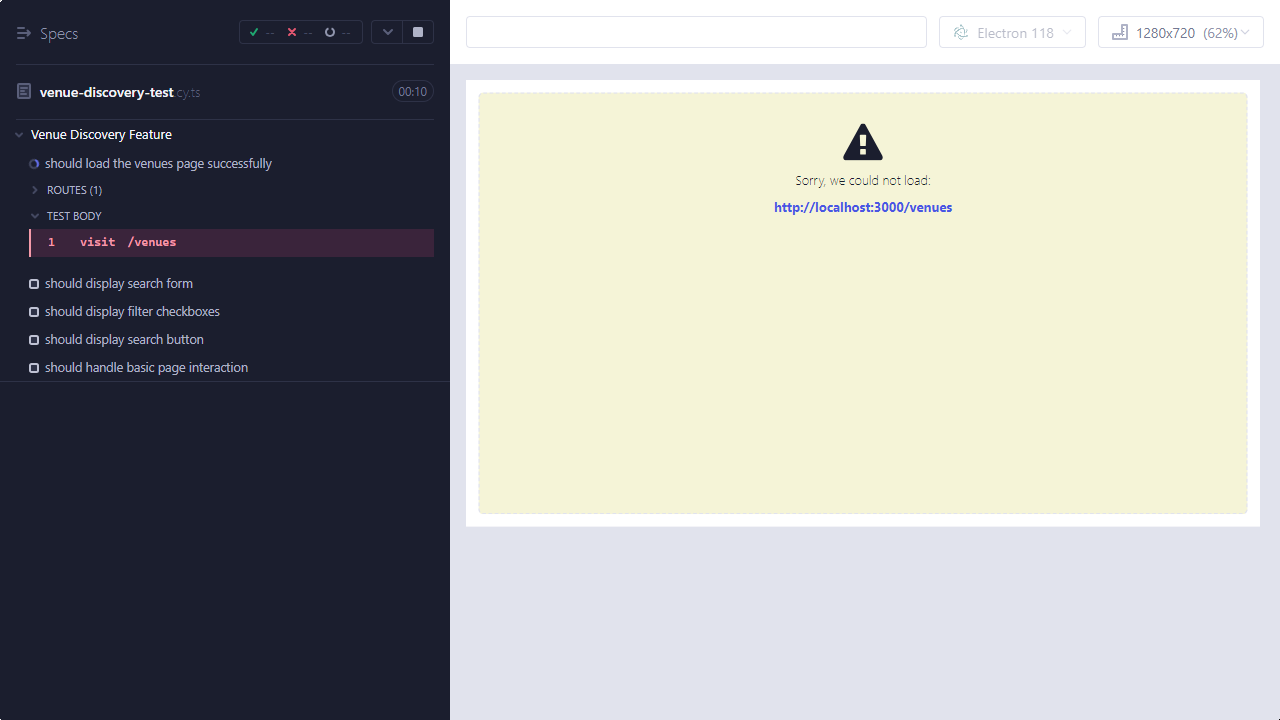 Specs
--
--
--
Electron 118
1280x720 (62%)
venue-discovery-test.cy.ts
00:10
Venue Discovery Feature
should load the venues page successfully
ROUTES (1)
TEST BODY
1 visit /venues
should display search form
should display filter checkboxes
should display search button
should handle basic page interaction
Sorry, we could not load:
http://localhost:3000/venues